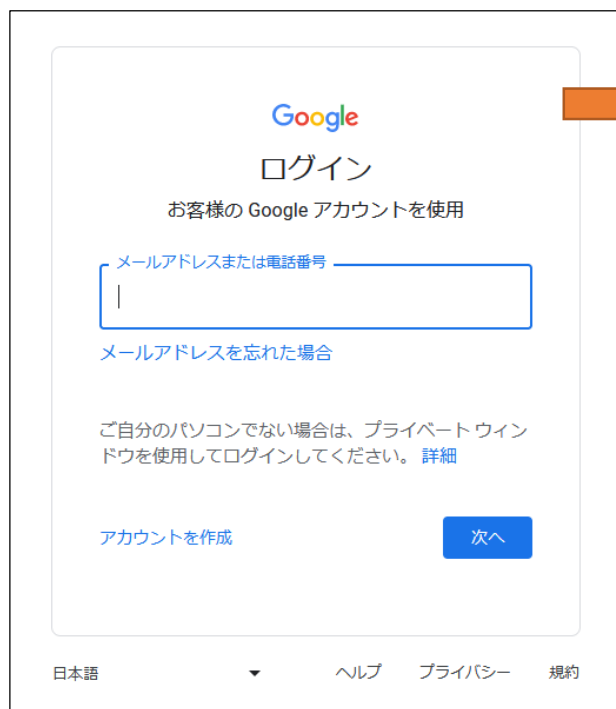 Google
ログイン
お客様の Google アカウントを使用
メールアドレスまたは電話番号
メールアドレスを忘れた場合
ご自分のパソコンでない場合は、プライベート ウィン
ドウを使用してログインしてください。 詳細
アカウントを作成
次へ
日本語
ヘルプ
プライバシー
規約